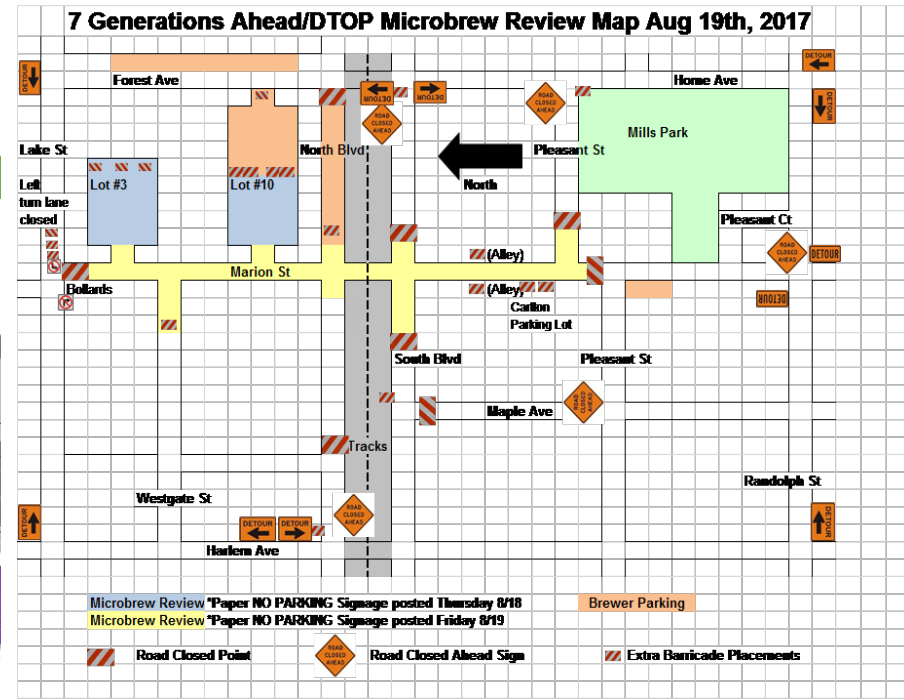 7 Generations Ahead/DTOP Microbrew Review Map Aug 19th, 2017
DETOUR
DETOUR
Forest Ave
DETOUR
DETOUR
Home Ave
ROAD CLOSED AHEAD
ROAD CLOSED AHEAD
DETOUR
Mills Park
Lake St
North Blvd
Pleasant St
Left
turn lane
closed
Lot #3
Lot #10
North
Pleasant Ct
ROAD CLOSED AHEAD
DETOUR
(Alley)
Marion St
Bollards
(Alley)
DETOUR
Carlton
Parking Lot
South Blvd
Pleasant St
ROAD CLOSED AHEAD
Maple Ave
Tracks
Randolph St
Westgate St
ROAD CLOSED AHEAD
DETOUR
DETOUR
DETOUR
DETOUR
Harlem Ave
Microbrew Review *Paper NO PARKING Signage posted Thursday 8/18
Brewer Parking
Microbrew Review *Paper NO PARKING Signage posted Friday 8/19
Road Closed Point
ROAD CLOSED AHEAD
Road Closed Ahead Sign
Extra Barricade Placements